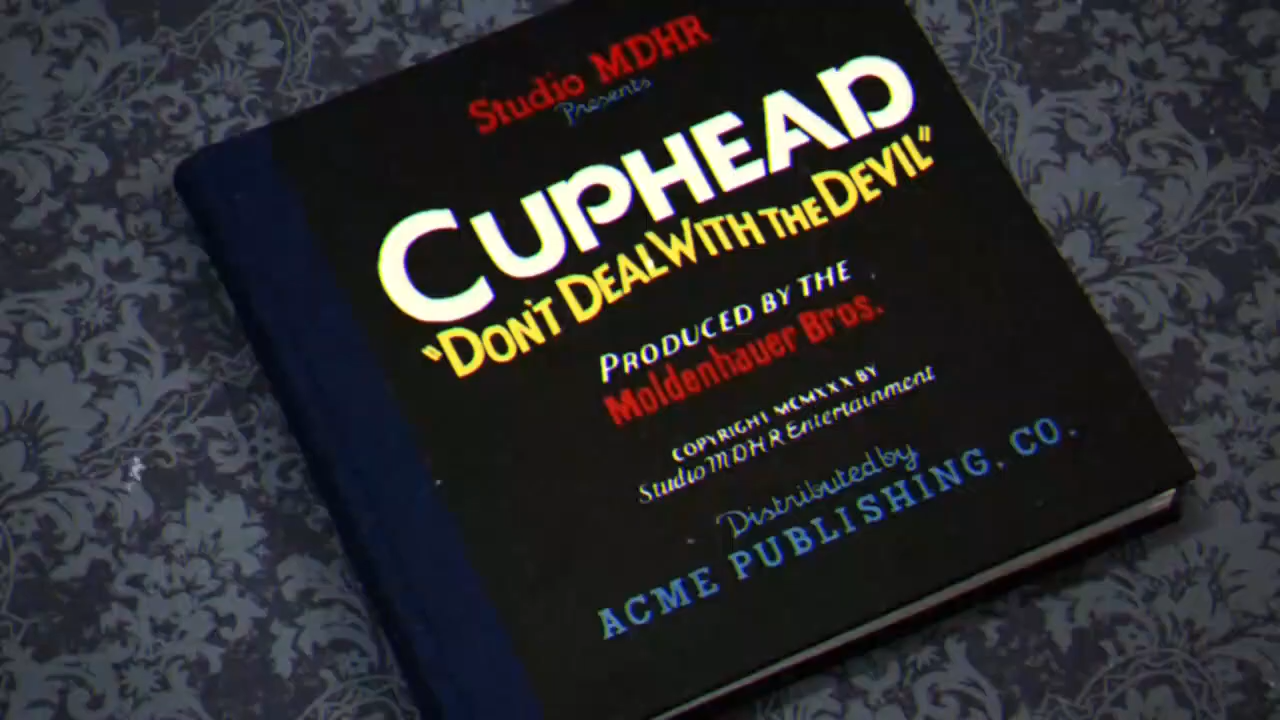 Studio MDHR
Presents
CUPHEAD
"DON'T DEAL WITH THE DEVIL"
PRODUCED BY THE
Moldenhauer Bros.
COPYRIGHT MCMXXX BY
Studio MDHR Entertainment
Distributed by
ACME PUBLISHING. CO.